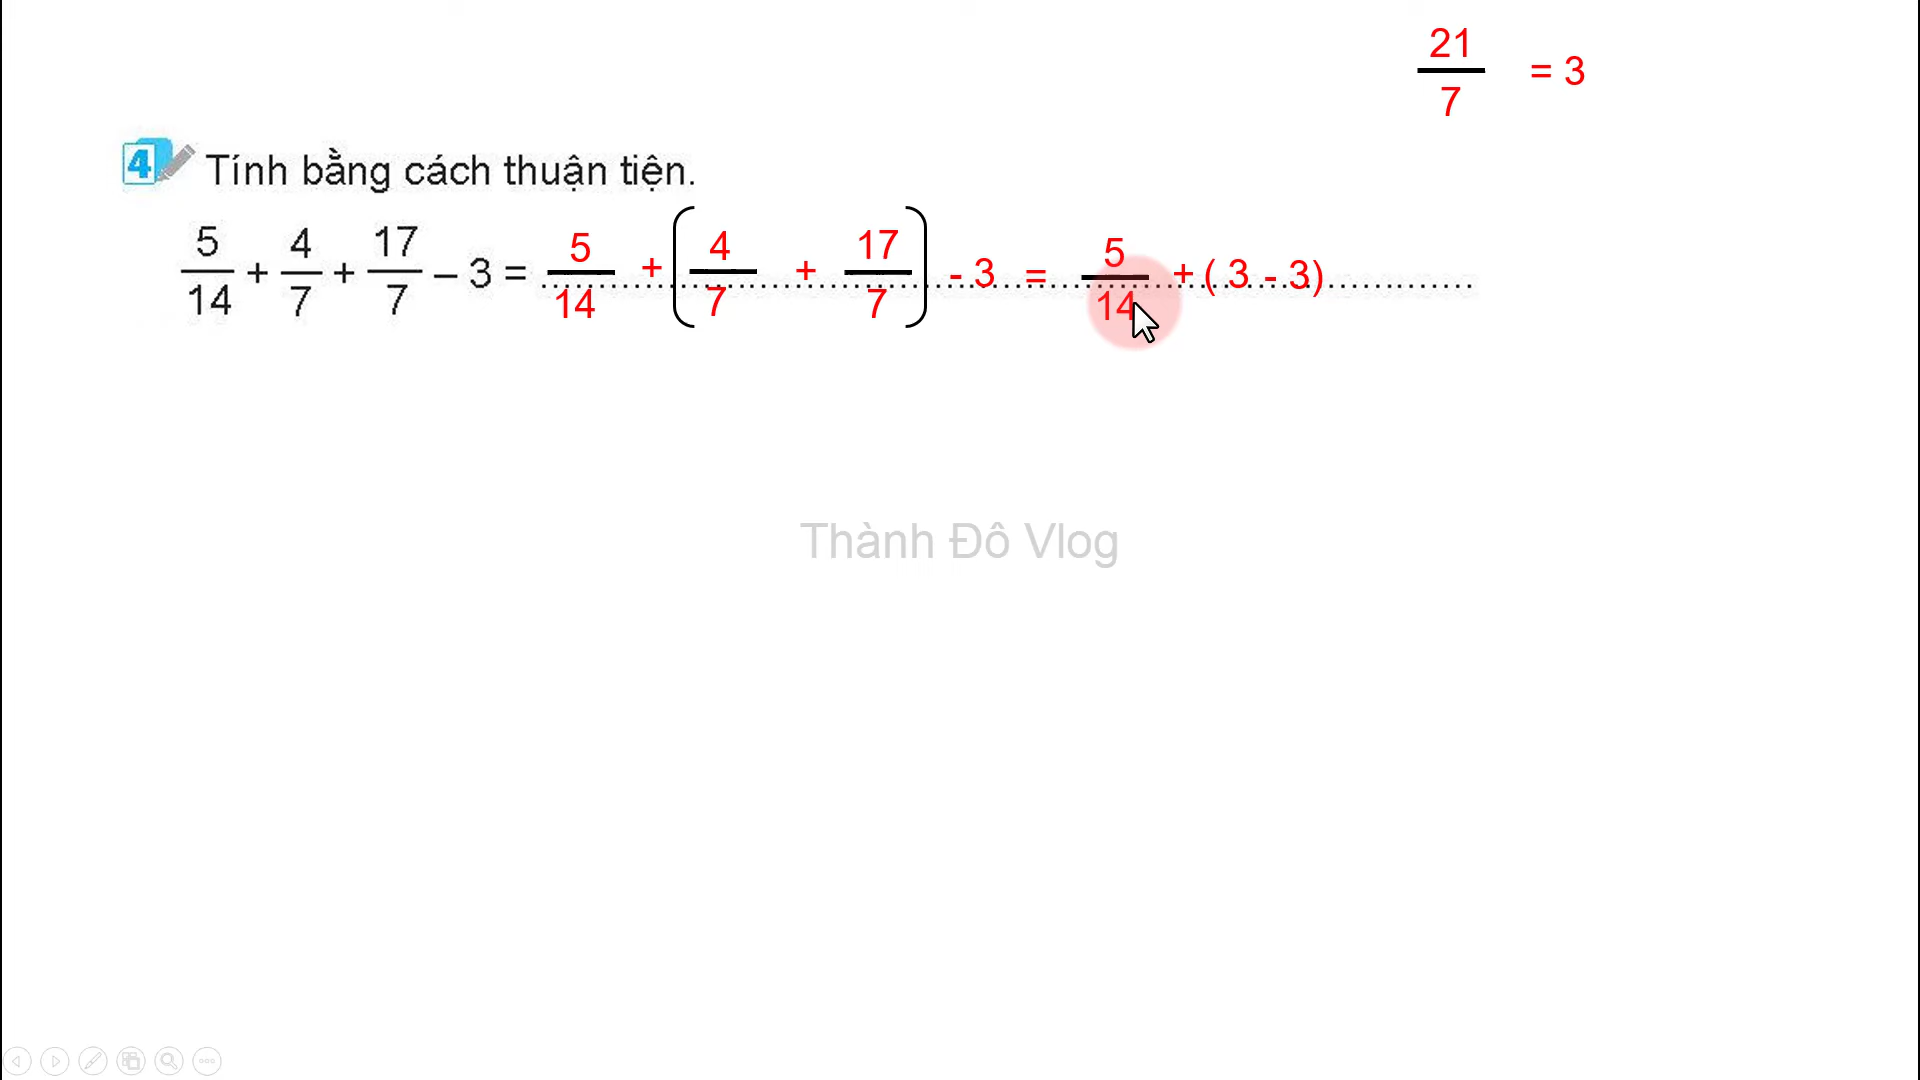 21/7 = 3
4 Tính bằng cách thuận tiện.
5/14 + 4/7 + 17/7 – 3 = 5/14 + (4/7 + 17/7) - 3 = 5/14 + ( 3 - 3)
Thành Đô Vlog